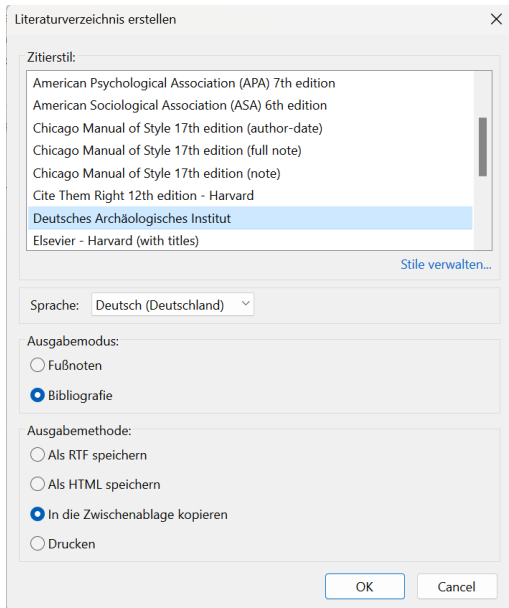 Literaturverzeichnis erstellen
Zitierstil:
American Psychological Association (APA) 7th edition
American Sociological Association (ASA) 6th edition
Chicago Manual of Style 17th edition (author-date)
Chicago Manual of Style 17th edition (full note)
Chicago Manual of Style 17th edition (note)
Cite Them Right 12th edition - Harvard
Deutsches Archäologisches Institut
Elsevier - Harvard (with titles)
Stile verwalten...
Sprache: Deutsch (Deutschland)
Ausgabemodus:
Fußnoten
Bibliografie
Ausgabemethode:
Als RTF speichern
Als HTML speichern
In die Zwischenablage kopieren
Drucken
OK Cancel